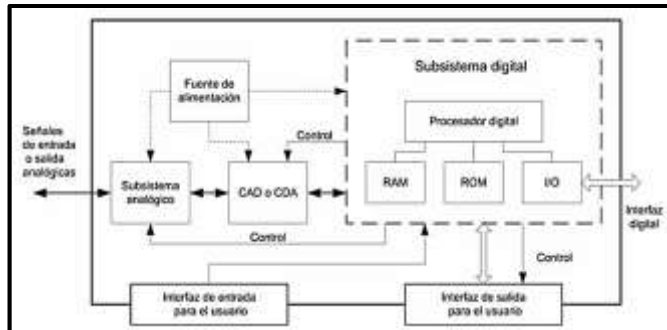 Subsistema digital
Fuente de
alimentación
Procesador digital
Señales
de entrada
o salida
analógicas
Control
Subsistema
analógico
CAD o CDA
RAM
ROM
I/O
Interfaz
digital
Control
Control
Interfaz de entrada
para el usuario
Interfaz de salida
para el usuario